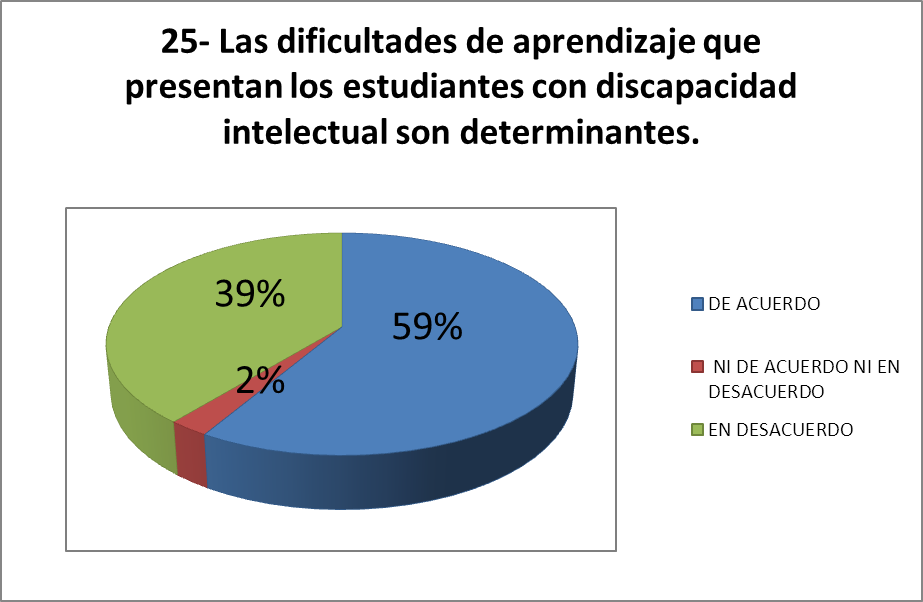 25- Las dificultades de aprendizaje que
presentan los estudiantes con discapacidad
intelectual son determinantes.
39%
59%
2%
DE ACUERDO
NI DE ACUERDO NI EN
DESACUERDO
EN DESACUERDO